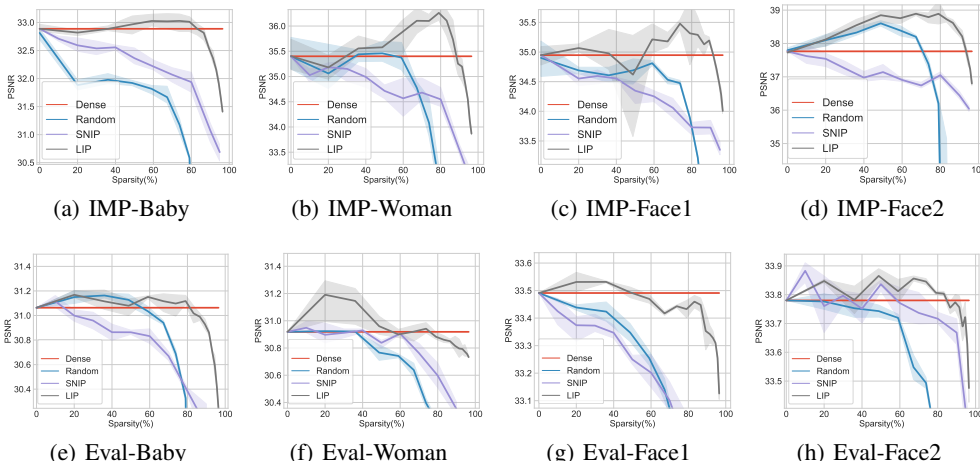 33.0
32.5
32.0
31.5
31.0
30.5
PSNR
Dense
Random
SNIP
LIP
0 20 40 60 80 100
Sparsity(%)
(a) IMP-Baby
36.0
35.5
35.0
34.5
34.0
33.5
PSNR
Dense
Random
SNIP
LIP
0 20 40 60 80 100
Sparsity(%)
(b) IMP-Woman
35.5
35.0
34.5
34.0
33.5
PSNR
Dense
Random
SNIP
LIP
0 20 40 60 80 100
Sparsity(%)
(c) IMP-Face1
39
38
37
36
35
PSNR
Dense
Random
SNIP
LIP
0 20 40 60 80 100
Sparsity(%)
(d) IMP-Face2
31.4
31.2
31.0
30.8
30.6
30.4
PSNR
Dense
Random
SNIP
LIP
0 20 40 60 80 100
Sparsity(%)
(e) Eval-Baby
31.4
31.2
31.0
30.8
30.6
30.4
PSNR
Dense
Random
SNIP
LIP
0 20 40 60 80 100
Sparsity(%)
(f) Eval-Woman
33.6
33.5
33.4
33.3
33.2
33.1
PSNR
Dense
Random
SNIP
LIP
0 20 40 60 80 100
Sparsity(%)
(g) Eval-Face1
33.9
33.8
33.7
33.6
33.5
PSNR
Dense
Random
SNIP
LIP
0 20 40 60 80 100
Sparsity(%)
(h) Eval-Face2